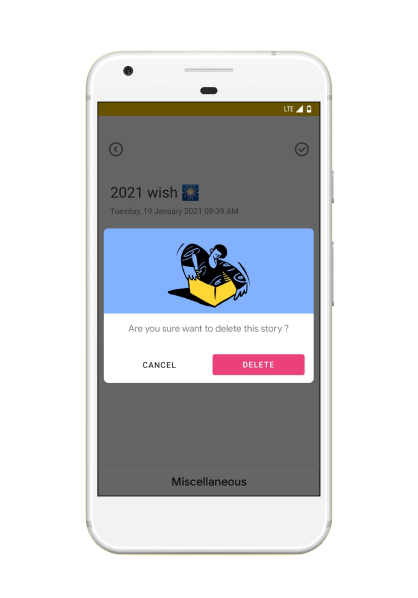 LTE
2021 wish 🎆
Tuesday, 19 January 2021 09:39 AM
Are you sure want to delete this story ?
CANCEL DELETE
Miscellaneous